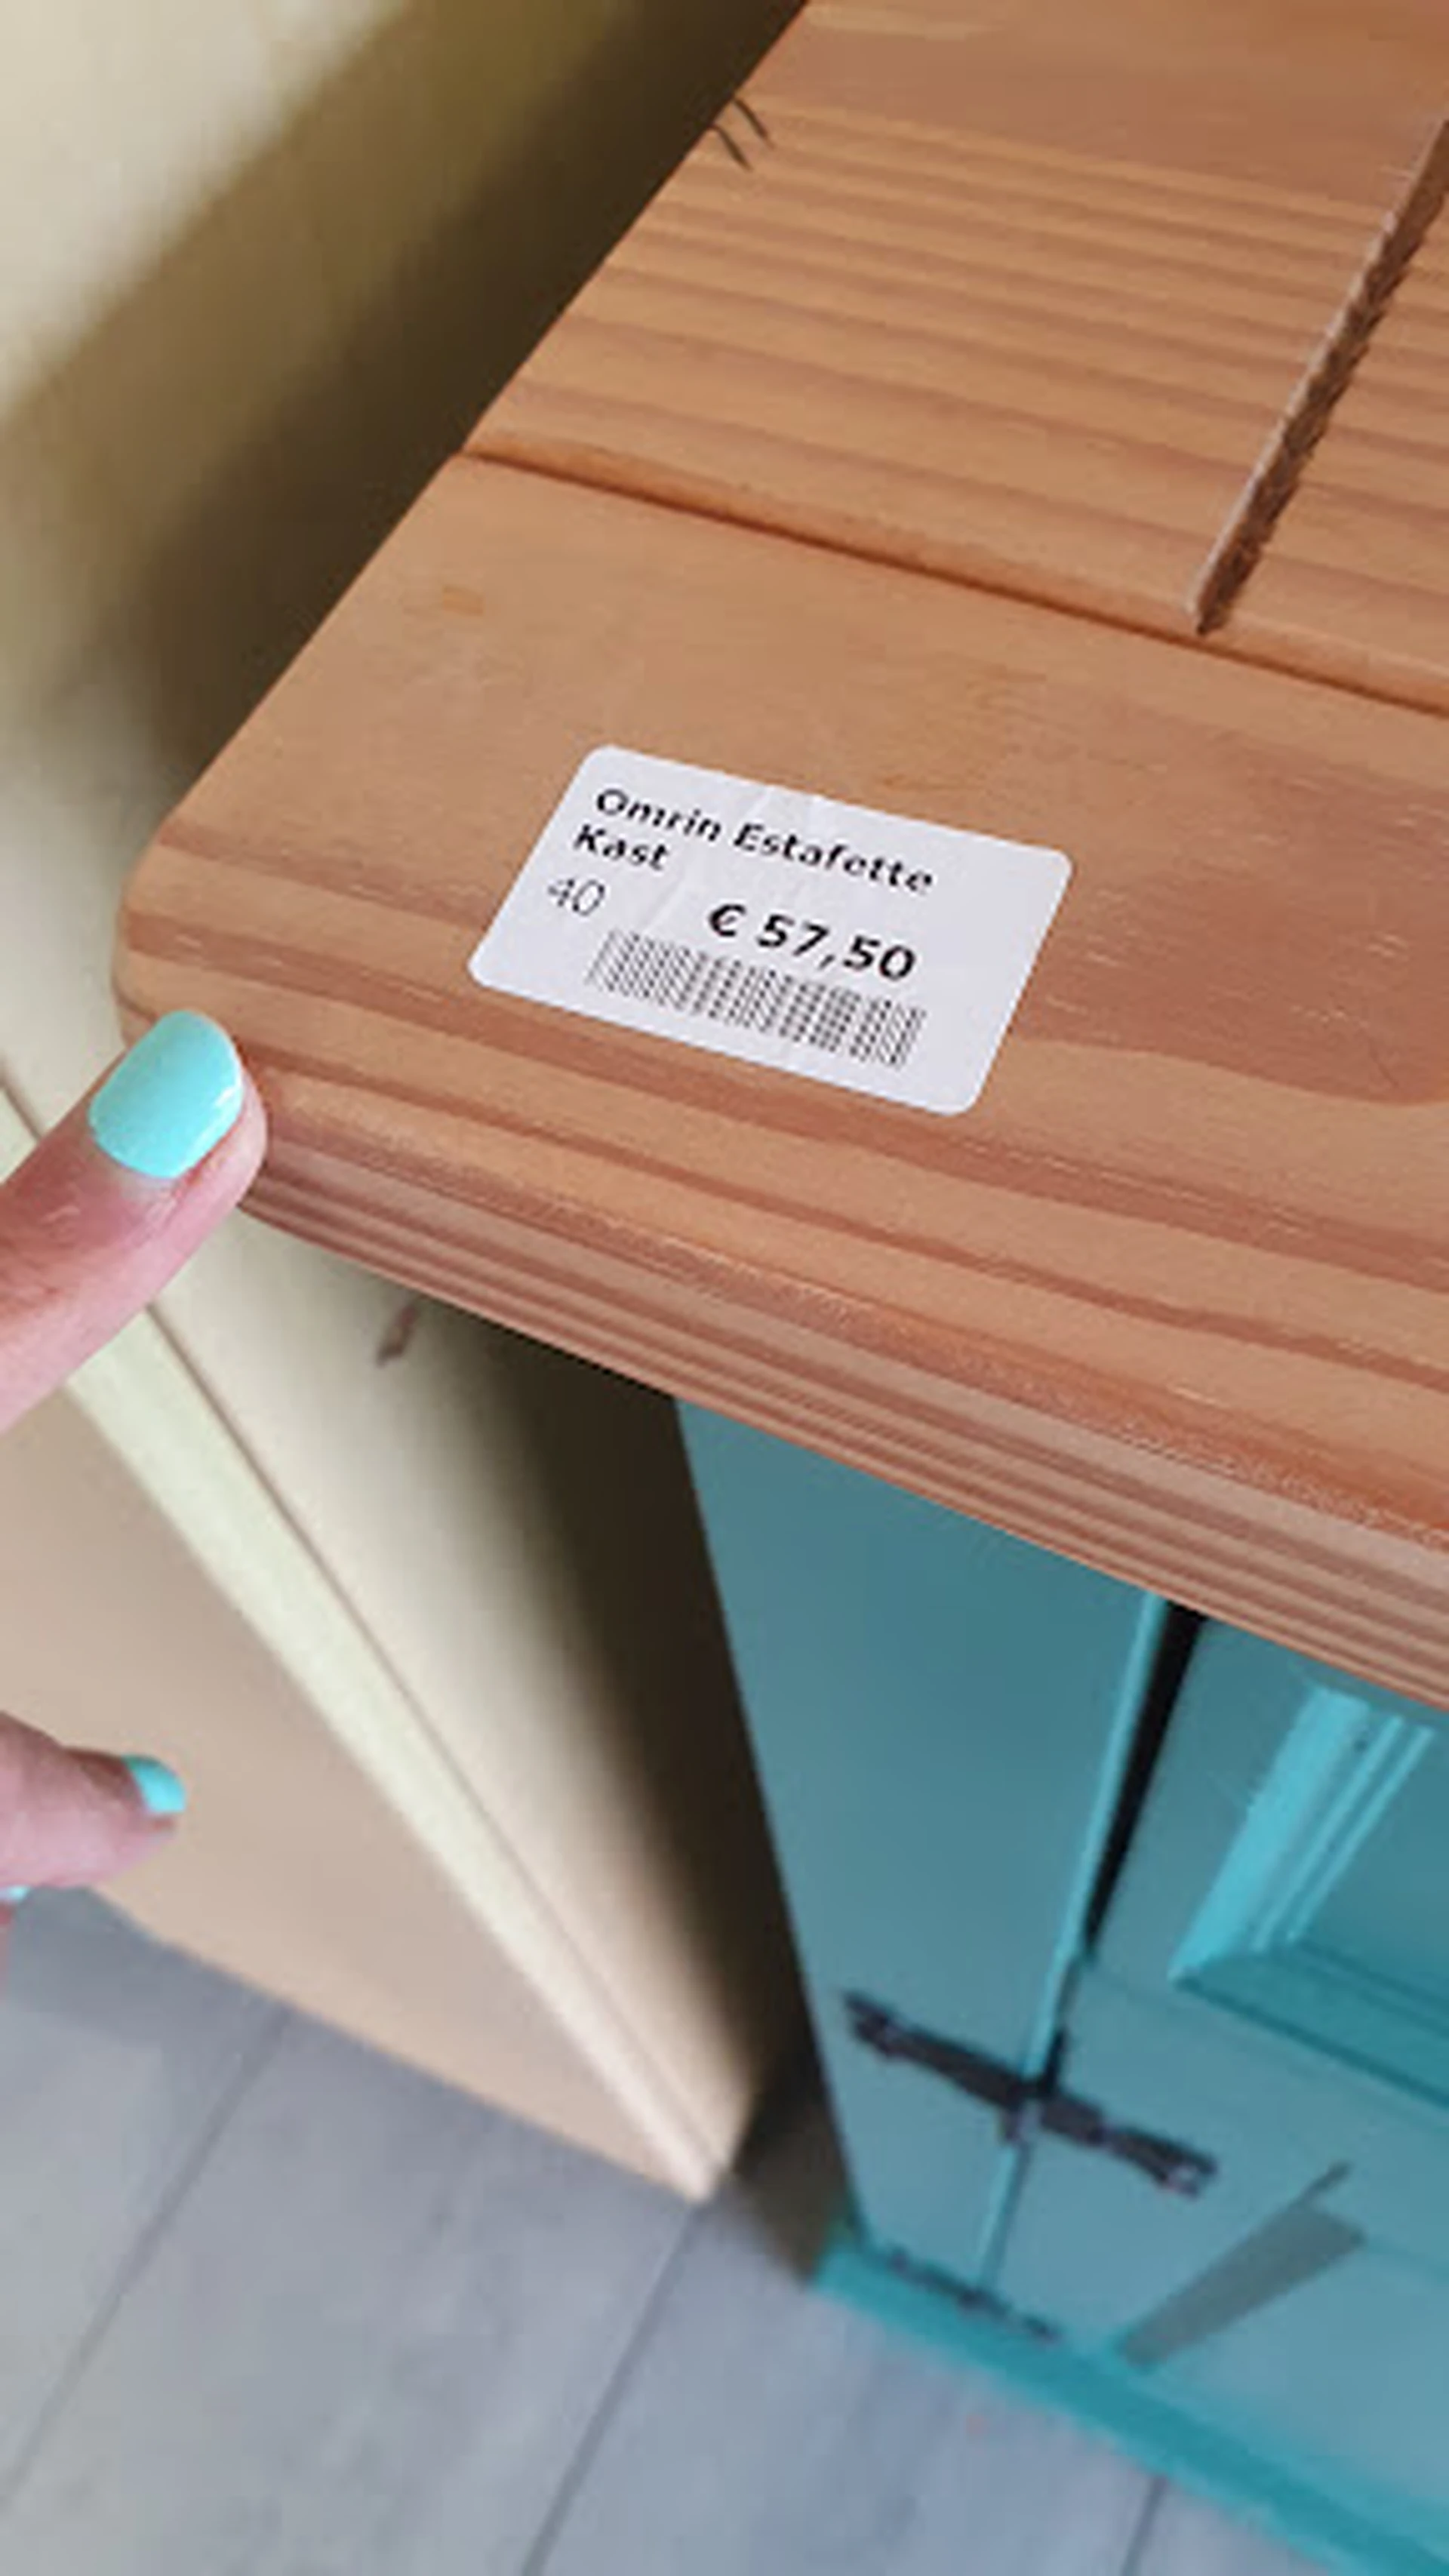 Omrin Estafette
Kast
40
€ 57,50